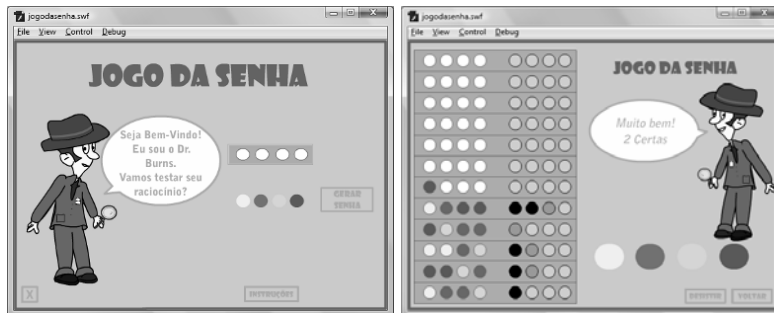 jogodasenha.swf
File View Control Debug
JOGO DA SENHA
Seja Bem-Vindo!
Eu sou o Dr.
Burns.
Vamos testar seu
raciocínio?
GERAR
SENHA
X
INSTRUÇÕES
jogodasenha.swf
File View Control Debug
JOGO DA SENHA
Muito bem!
2 Certas
DESISTIR
VOLTAR